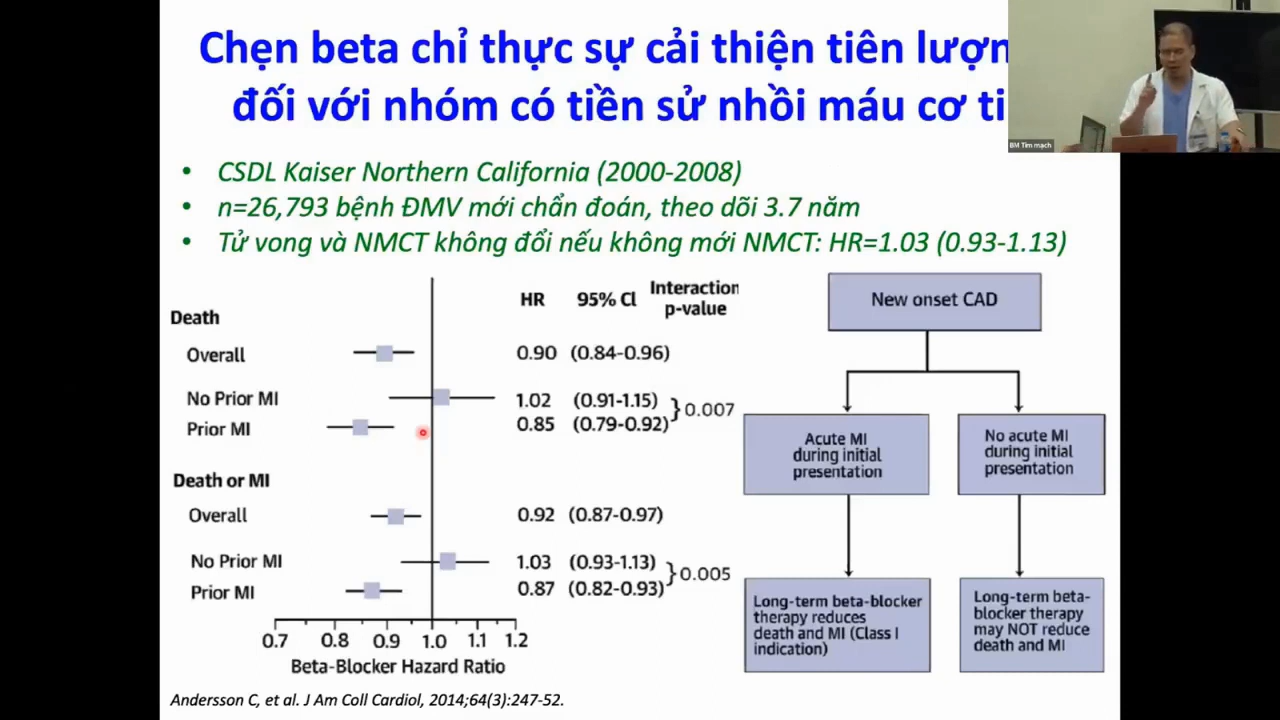 Chẹn beta chỉ thực sự cải thiện tiên lượn
đối với nhóm có tiền sử nhồi máu cơ ti
BM Tim mạch
• CSDL Kaiser Northern California (2000-2008)
• n=26,793 bệnh ĐMV mới chẩn đoán, theo dõi 3.7 năm
• Tử vong và NMCT không đổi nếu không mới NMCT: HR=1.03 (0.93-1.13)
HR 95% CI Interaction p-value
Death
Overall 0.90 (0.84-0.96)
No Prior MI 1.02 (0.91-1.15)
Prior MI 0.85 (0.79-0.92)
} 0.007
Death or MI
Overall 0.92 (0.87-0.97)
No Prior MI 1.03 (0.93-1.13)
Prior MI 0.87 (0.82-0.93)
} 0.005
0.7 0.8 0.9 1.0 1.1 1.2
Beta-Blocker Hazard Ratio
New onset CAD
Acute MI
during initial
presentation
No acute MI
during initial
presentation
Long-term beta-blocker
therapy reduces
death and MI (Class I
indication)
Long-term beta-
blocker therapy
may NOT reduce
death and MI
Andersson C, et al. J Am Coll Cardiol, 2014;64(3):247-52.